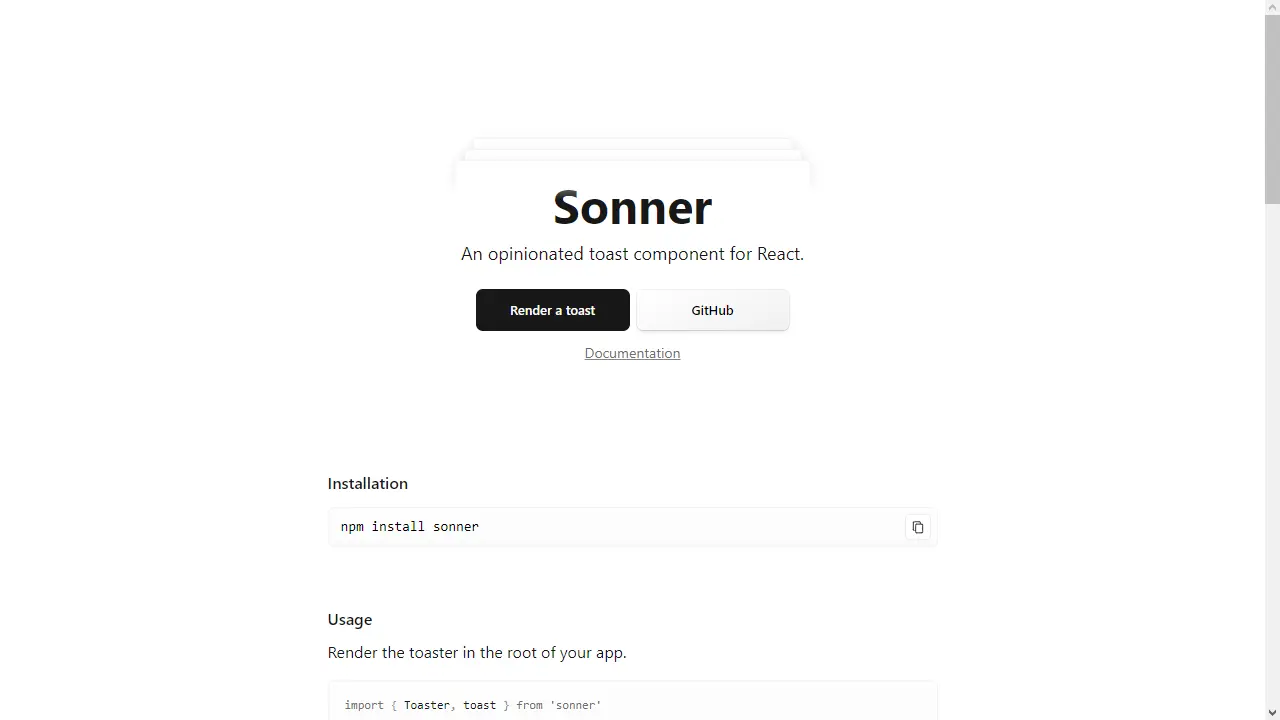 Sonner
An opinionated toast component for React.
Render a toast
GitHub
Documentation
Installation
npm install sonner
Usage
Render the toaster in the root of your app.
import { Toaster, toast } from 'sonner'